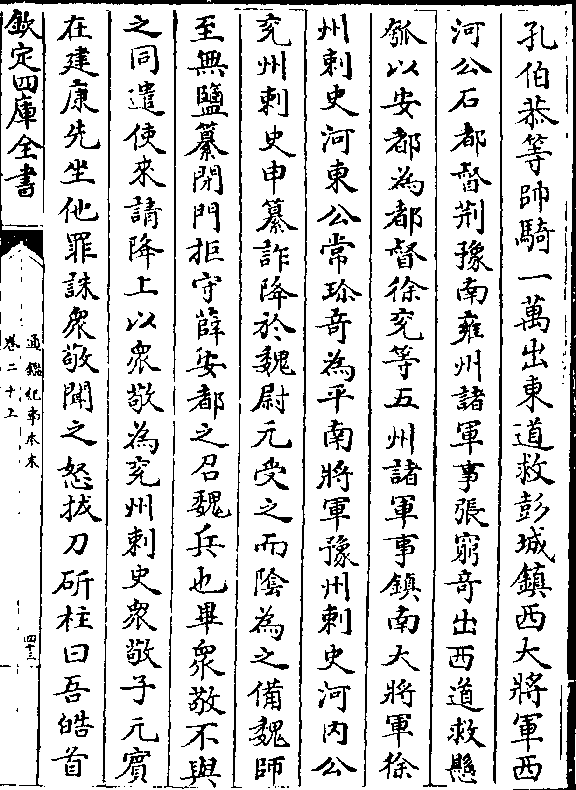 孔伯恭等帥騎一萬出東道救彭城鎮西大將軍西
河公石都督荆豫南雍州諸軍事張窮竒出西道救懸
瓠以安都為都督徐兖等五州諸軍事鎮南大將軍徐
州刺史河東公常珍竒為平南將軍豫州刺史河内公
兖州刺史申纂詐降於魏尉元受之而陰為之備魏師
至無鹽纂閉門拒守薛安都之召魏兵也畢衆敬不與
之同遣使來請降上以衆敬為兖州刺史衆敬子元賓
在建康先坐他罪誅衆敬聞之怒拔刀斫柱曰吾皓首
欽定四庫全書
通鑑紀事本末
卷二十上
四十三